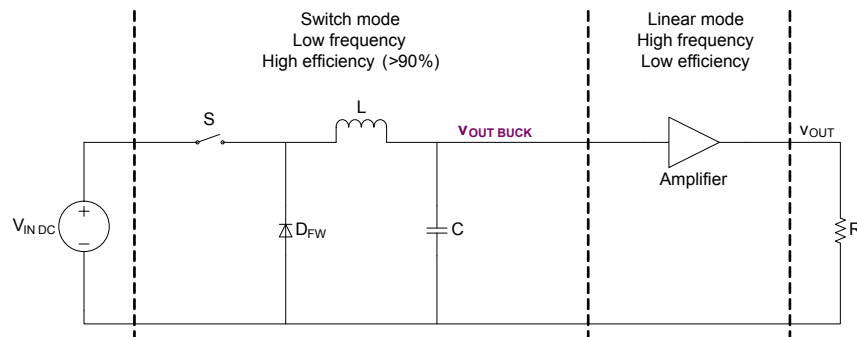 Switch mode
Low frequency
High efficiency (>90%)
Linear mode
High frequency
Low efficiency
S
L
VOUT BUCK
vOUT
Amplifier
VIN DC
+
–
DFW
C
R